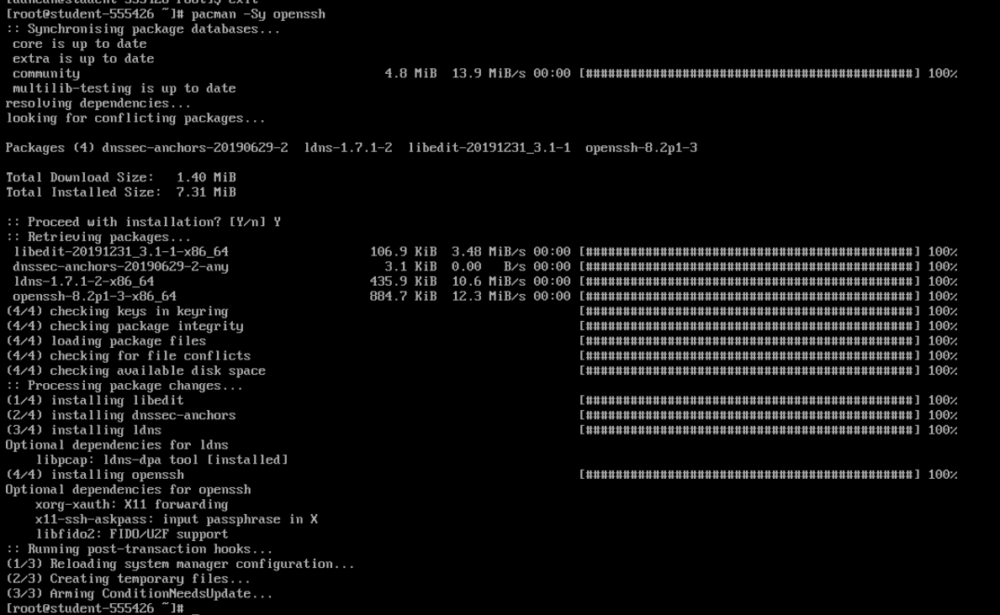 [root@student-555426 ~]# pacman -Sy openssh
:: Synchronising package databases...
core is up to date
extra is up to date
community 4.8 MiB 13.9 MiB/s 00:00 [############################################] 100%
multilib-testing is up to date
resolving dependencies...
looking for conflicting packages...
Packages (4) dnssec-anchors-20190629-2 ldns-1.7.1-2 libedit-20191231_3.1-1 openssh-8.2p1-3
Total Download Size: 1.40 MiB
Total Installed Size: 7.31 MiB
:: Proceed with installation? [Y/n] Y
:: Retrieving packages...
libedit-20191231_3.1-1-x86_64 106.9 KiB 3.48 MiB/s 00:00 [############################################] 100%
dnssec-anchors-20190629-2-any 3.1 KiB 0.00 B/s 00:00 [############################################] 100%
ldns-1.7.1-2-x86_64 435.9 KiB 10.6 MiB/s 00:00 [############################################] 100%
openssh-8.2p1-3-x86_64 884.7 KiB 12.3 MiB/s 00:00 [############################################] 100%
(4/4) checking keys in keyring [############################################] 100%
(4/4) checking package integrity [############################################] 100%
(4/4) loading package files [############################################] 100%
(4/4) checking for file conflicts [############################################] 100%
(4/4) checking available disk space [############################################] 100%
:: Processing package changes...
(1/4) installing libedit [############################################] 100%
(2/4) installing dnssec-anchors [############################################] 100%
(3/4) installing ldns [############################################] 100%
Optional dependencies for ldns
libpcap: ldns-dpa tool [installed]
(4/4) installing openssh [############################################] 100%
Optional dependencies for openssh
xorg-xauth: X11 forwarding
x11-ssh-askpass: input passphrase in X
libfido2: FIDO/U2F support
:: Running post-transaction hooks...
(1/3) Reloading system manager configuration...
(2/3) Creating temporary files...
(3/3) Arming ConditionNeedsUpdate...
[root@student-555426 ~]# _